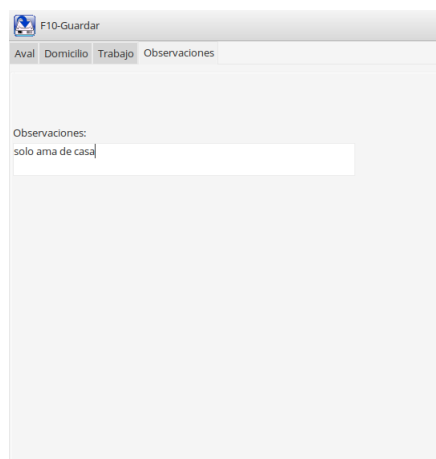 F10-Guardar
Aval Domicilio Trabajo Observaciones
Observaciones:
solo ama de casa